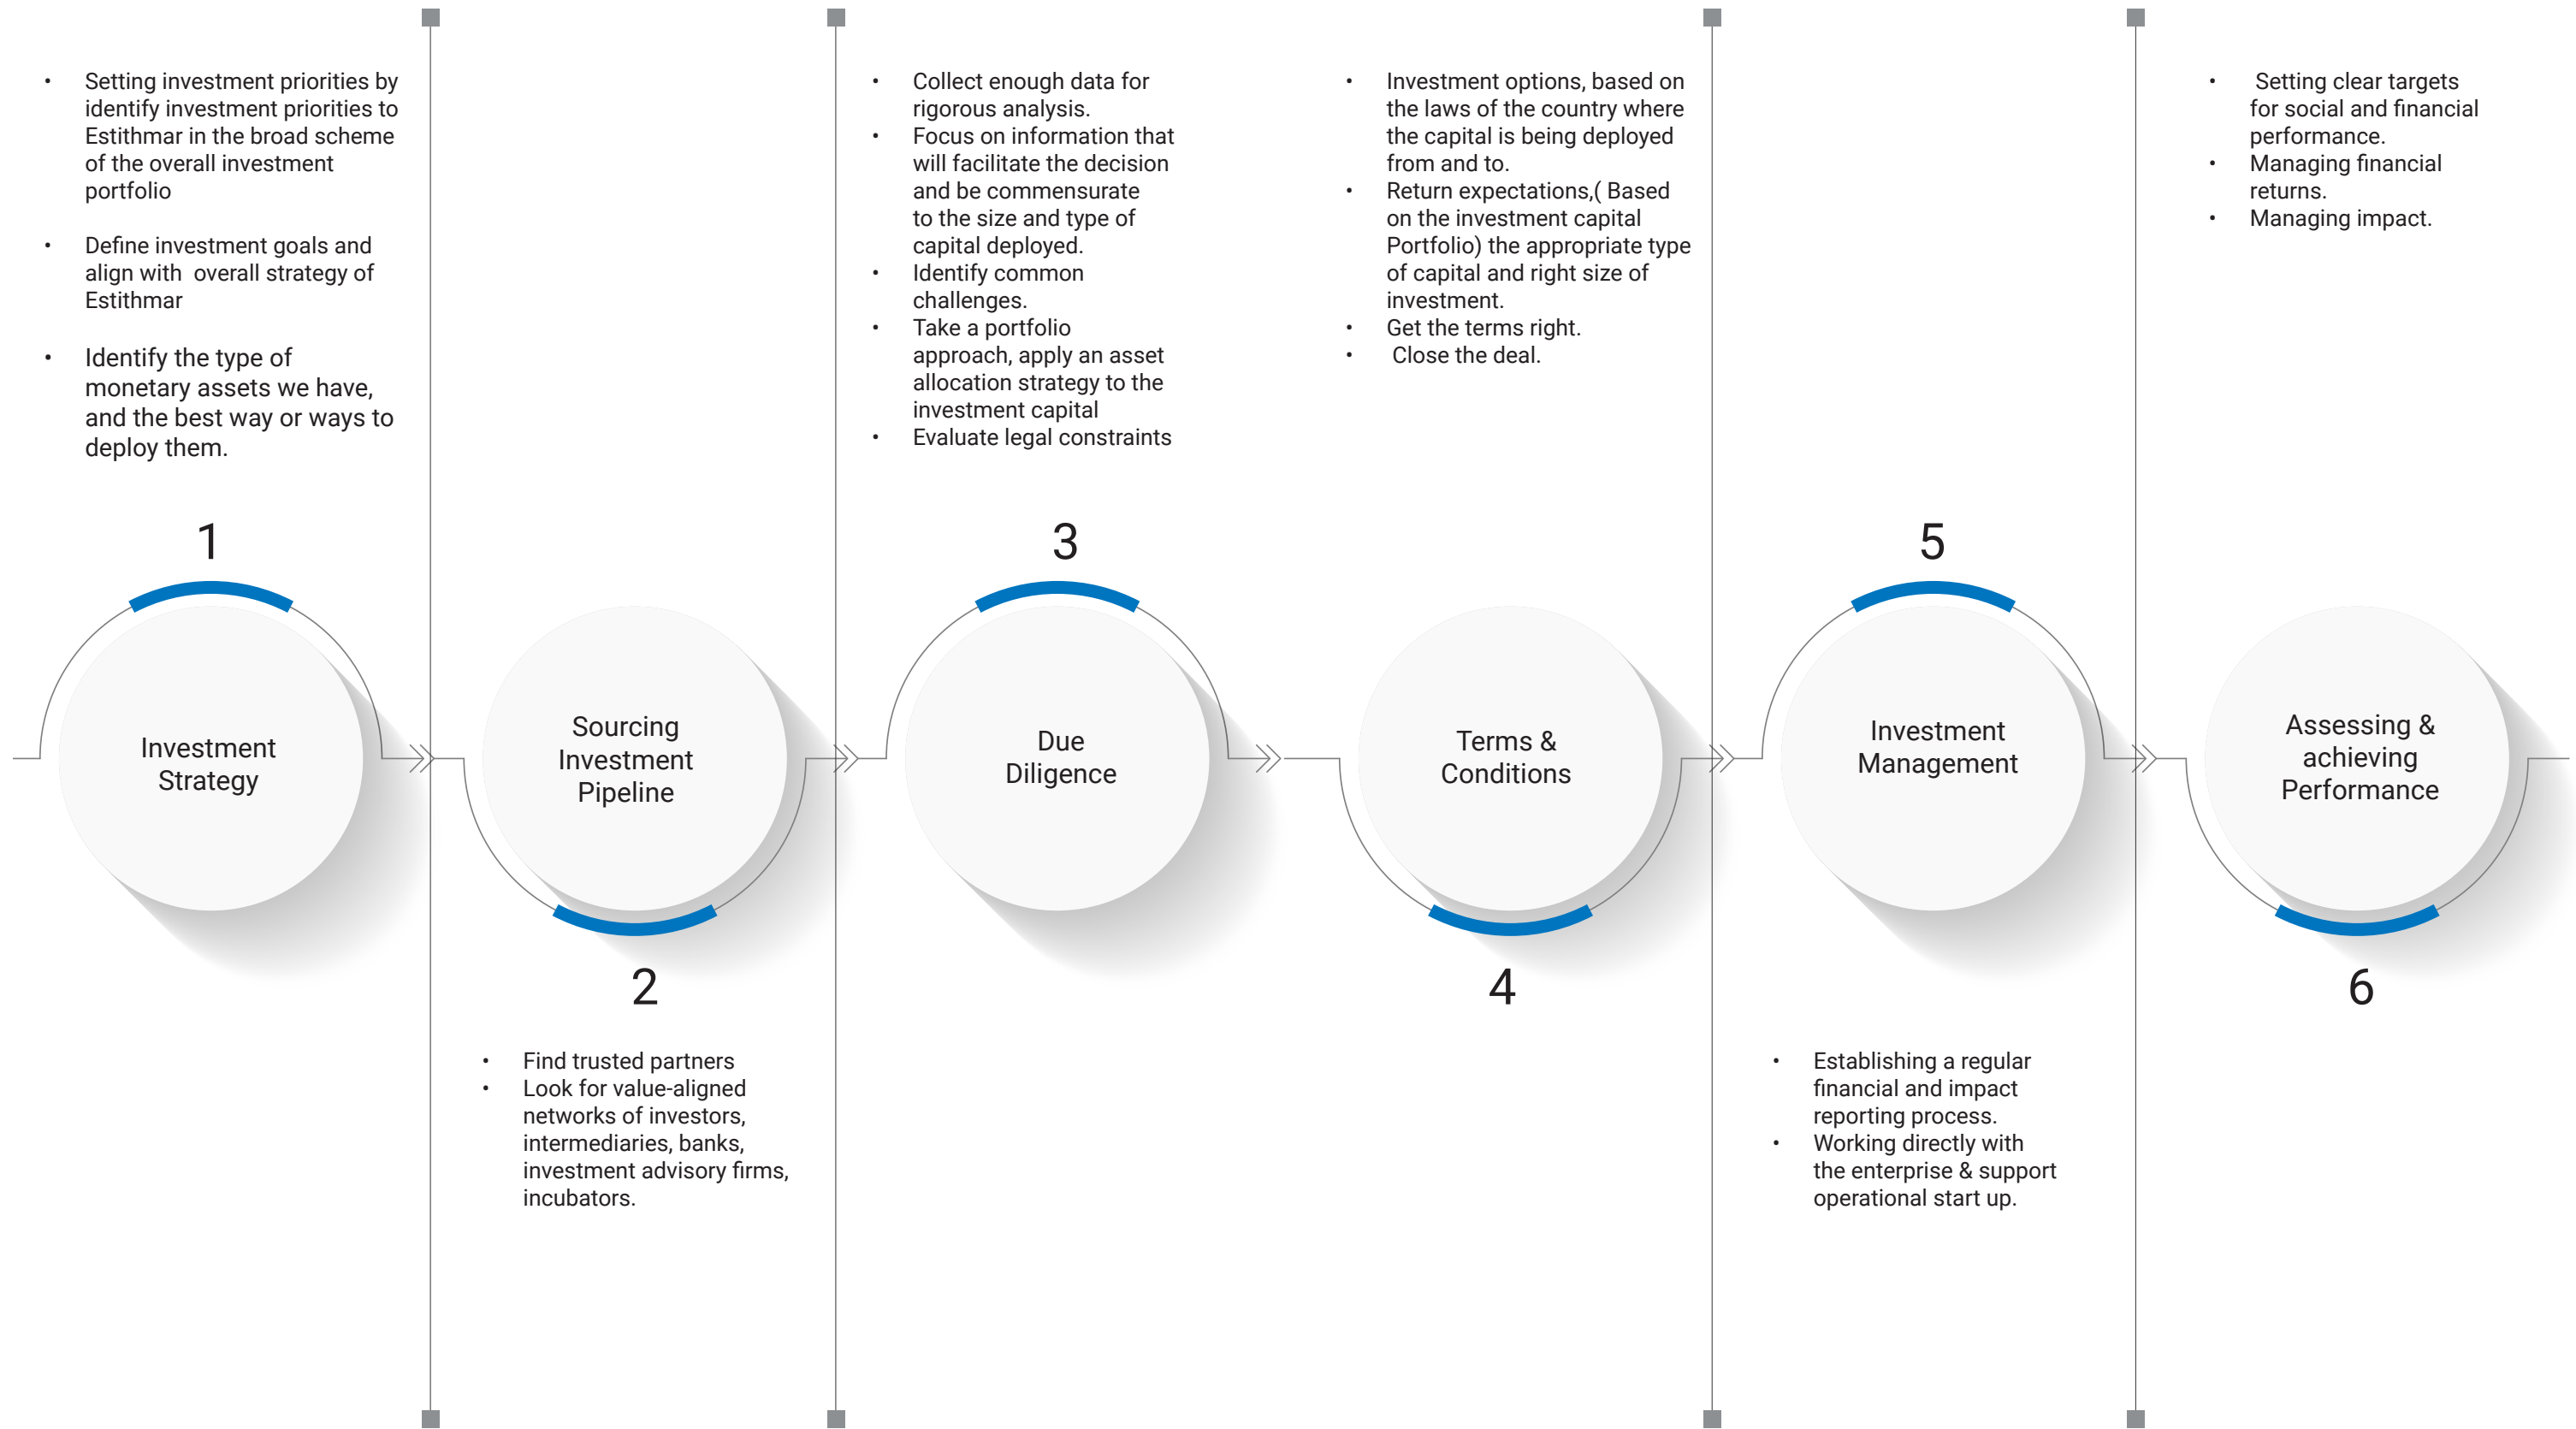 • Setting investment priorities by
identify investment priorities to
Estithmar in the broad scheme
of the overall investment
portfolio
• Define investment goals and
align with overall strategy of
Estithmar
• Identify the type of
monetary assets we have,
and the best way or ways to
deploy them.
1
Investment
Strategy
Sourcing
Investment
Pipeline
2
• Find trusted partners
• Look for value-aligned
networks of investors,
intermediaries, banks,
investment advisory firms,
incubators.
• Collect enough data for
rigorous analysis.
• Focus on information that
will facilitate the decision
and be commensurate
to the size and type of
capital deployed.
• Identify common
challenges.
• Take a portfolio
approach, apply an asset
allocation strategy to the
investment capital
• Evaluate legal constraints
3
Due
Diligence
• Investment options, based on
the laws of the country where
the capital is being deployed
from and to.
• Return expectations,( Based
on the investment capital
Portfolio) the appropriate type
of capital and right size of
investment.
• Get the terms right.
• Close the deal.
Terms &
Conditions
4
5
Investment
Management
• Establishing a regular
financial and impact
reporting process.
• Working directly with
the enterprise & support
operational start up.
• Setting clear targets
for social and financial
performance.
• Managing financial
returns.
• Managing impact.
Assessing &
achieving
Performance
6